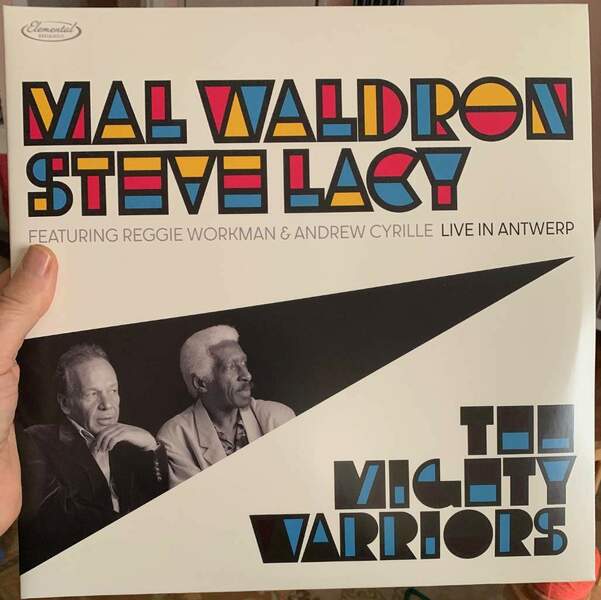 Elemental
MAL WALDRON
STEVE LACY
FEATURING REGGIE WORKMAN & ANDREW CYRILLE LIVE IN ANTWERP
THE
MIGHTY
WARRIORS